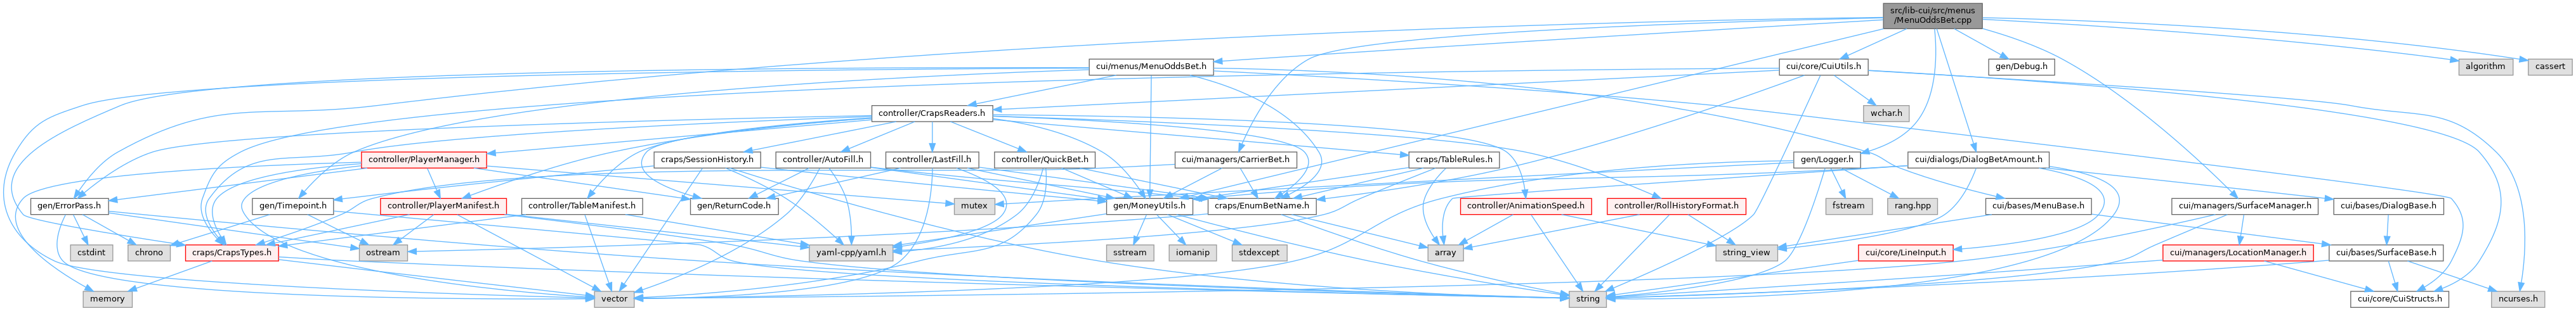 src/lib-cui/src/menus
/MenuOddsBet.cpp
cui/menus/MenuOddsBet.h
cui/core/CuiUtils.h
gen/Debug.h
algorithm
cassert
controller/CrapsReaders.h
wchar.h
controller/PlayerManager.h
craps/SessionHistory.h
controller/AutoFill.h
controller/LastFill.h
controller/QuickBet.h
cui/managers/CarrierBet.h
craps/TableRules.h
gen/Logger.h
cui/dialogs/DialogBetAmount.h
gen/ErrorPass.h
gen/Timepoint.h
controller/PlayerManifest.h
controller/TableManifest.h
gen/ReturnCode.h
mutex
gen/MoneyUtils.h
craps/EnumBetName.h
controller/AnimationSpeed.h
controller/RollHistoryFormat.h
fstream
rang.hpp
cui/bases/MenuBase.h
cui/managers/SurfaceManager.h
cui/bases/DialogBase.h
cstdint
chrono
craps/CrapsTypes.h
ostream
yaml-cpp/yaml.h
sstream
iomanip
stdexcept
array
string_view
cui/core/LineInput.h
cui/managers/LocationManager.h
cui/bases/SurfaceBase.h
memory
vector
string
cui/core/CuiStructs.h
ncurses.h